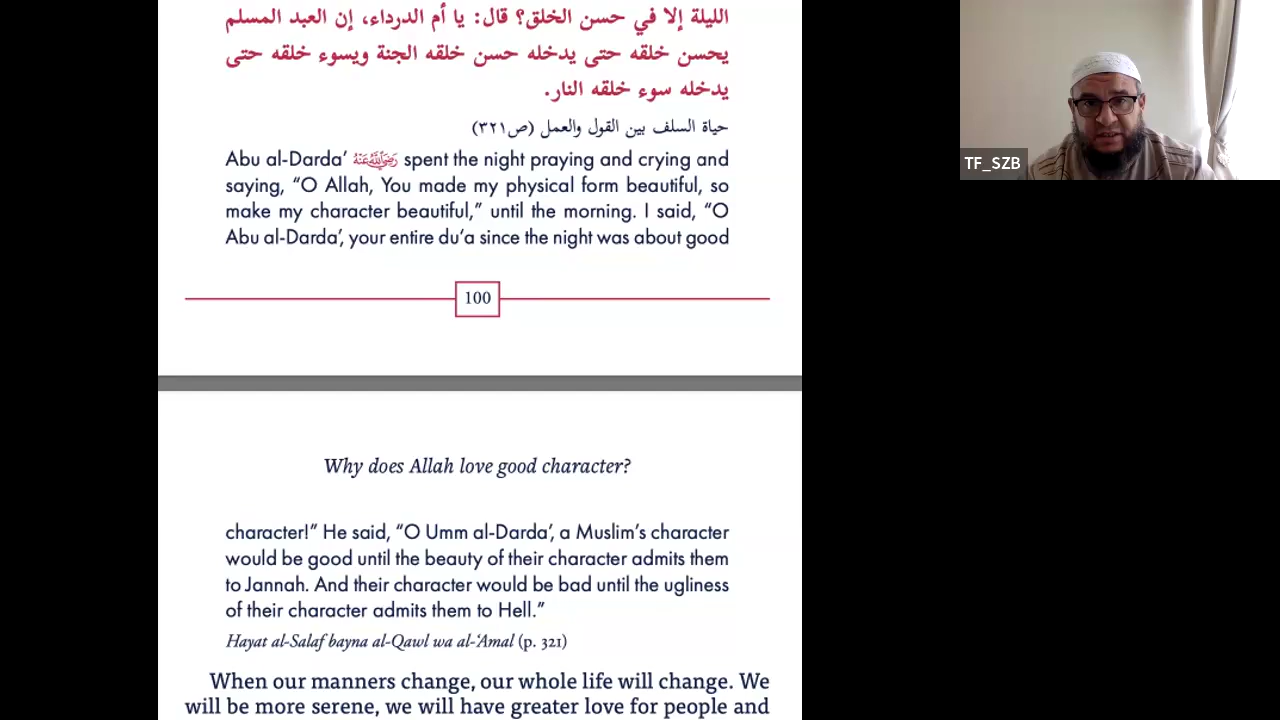 الليلة إلا في حسن الخلق؟ قال: يا أم الدرداء، إن العبد المسلم
يحسن خلقه حتى يدخله حسن خلقه الجنة ويسوء خلقه حتى
يدخله سوء خلقه النار.
حياة السلف بين القول والعمل (ص٣٢١)
Abu al-Darda’ رَضِيَ اللهُ عَنْهُ spent the night praying and crying and
saying, “O Allah, You made my physical form beautiful, so
make my character beautiful,” until the morning. I said, “O
Abu al-Darda’, your entire du’a since the night was about good
100
Why does Allah love good character?
character!” He said, “O Umm al-Darda’, a Muslim’s character
would be good until the beauty of their character admits them
to Jannah. And their character would be bad until the ugliness
of their character admits them to Hell.”
Hayat al-Salaf bayna al-Qawl wa al-‘Amal (p. 321)
When our manners change, our whole life will change. We
will be more serene, we will have greater love for people and
TF_SZB